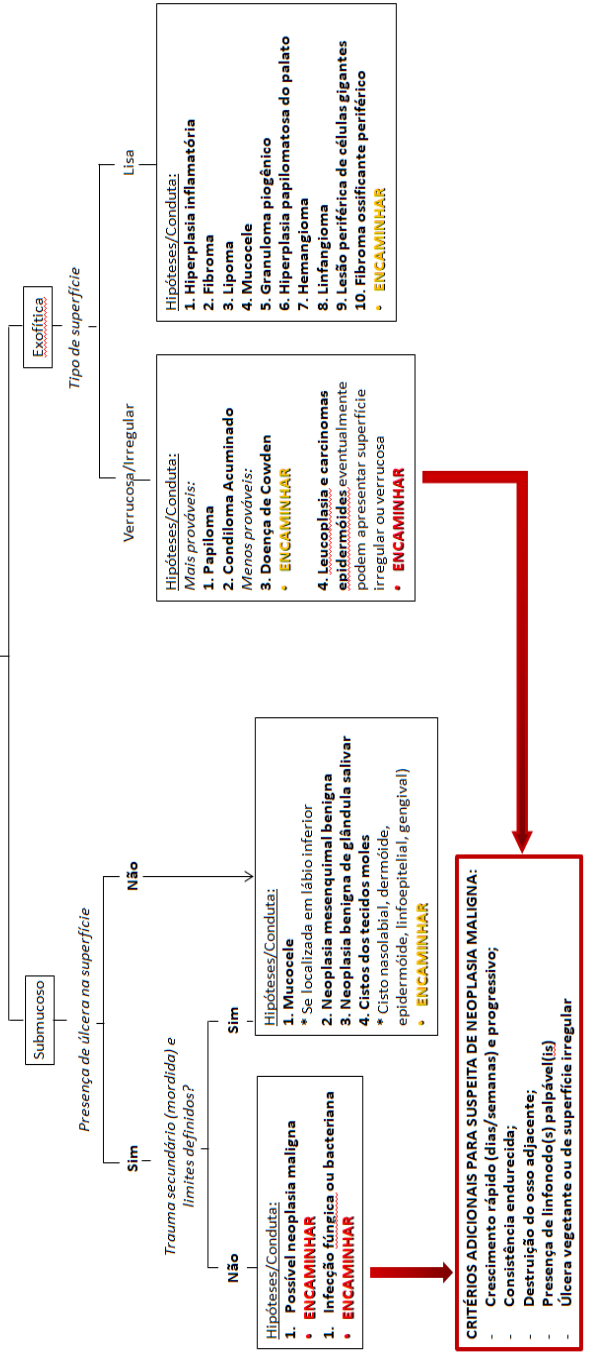 Submucoso
Presença de úlcera na superfície
Sim
Não
Trauma secundário (mordida) e
limites definidos?
Não
Sim
Hipóteses/Conduta:
1. Possível neoplasia maligna
• ENCAMINHAR
1. Infecção fúngica ou bacteriana
• ENCAMINHAR
Hipóteses/Conduta:
1. Mucocele
* Se localizada em lábio inferior
2. Neoplasia mesenquimal benigna
3. Neoplasia benigna de glândula salivar
4. Cistos dos tecidos moles
* Cisto nasolabial, dermóide,
epidermóide, linfoepitelial, gengival)
• ENCAMINHAR
Exofítica
Tipo de superfície
Verrucosa/Irregular
Lisa
Hipóteses/Conduta:
Mais prováveis:
1. Papiloma
2. Condiloma Acuminado
Menos prováveis:
3. Doença de Cowden
• ENCAMINHAR
4. Leucoplasia e carcinomas
epidermóides eventualmente
podem apresentar superfície
irregular ou verrucosa
• ENCAMINHAR
Hipóteses/Conduta:
1. Hiperplasia inflamatória
2. Fibroma
3. Lipoma
4. Mucocele
5. Granuloma piogênico
6. Hiperplasia papilomatosa do palato
7. Hemangioma
8. Linfangioma
9. Lesão periférica de células gigantes
10. Fibroma ossificante periférico
• ENCAMINHAR
CRITÉRIOS ADICIONAIS PARA SUSPEITA DE NEOPLASIA MALIGNA:
- Crescimento rápido (dias/semanas) e progressivo;
- Consistência endurecida;
- Destruição do osso adjacente;
- Presença de linfonodo(s) palpável(is)
- Úlcera vegetante ou de superfície irregular